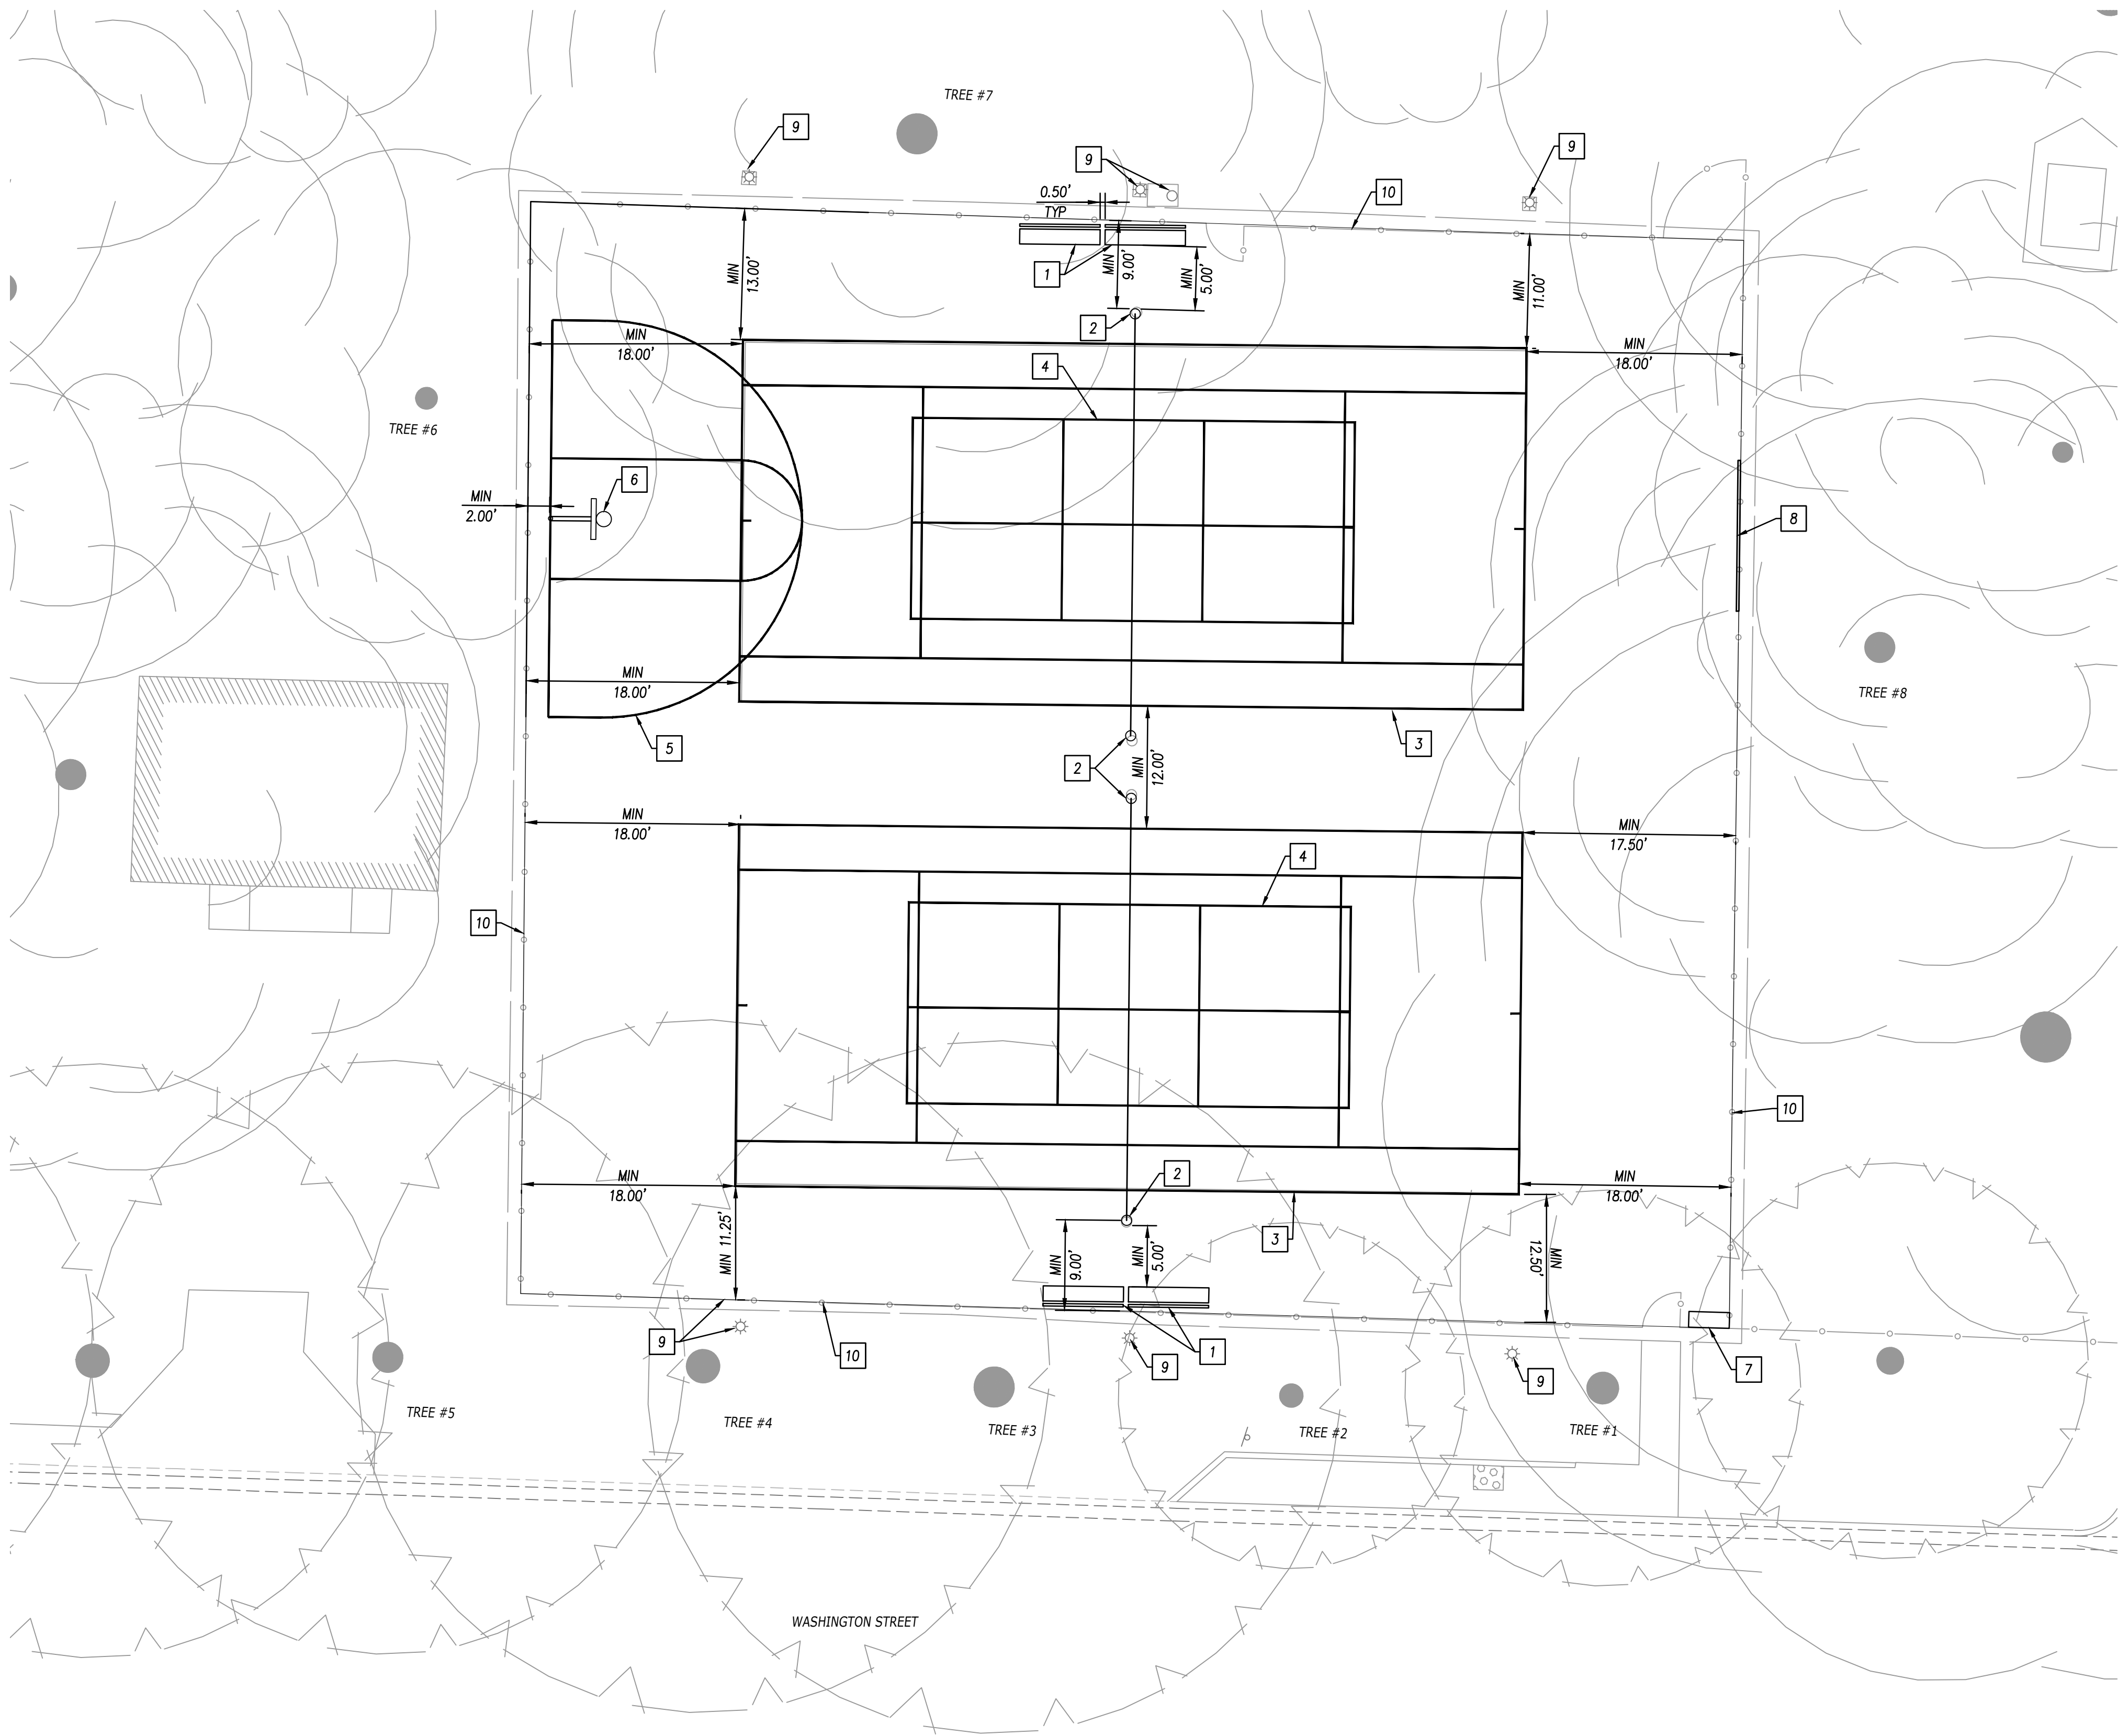 TREE #7
9
9
9
0.50'
TYP
10
1
MIN
9.00'
MIN
5.00'
MIN
13.00'
MIN
11.00'
2
MIN
18.00'
MIN
18.00'
4
TREE #6
6
MIN
2.00'
8
MIN
18.00'
TREE #8
5
3
2
MIN
12.00'
MIN
18.00'
MIN
17.50'
4
10
10
MIN
18.00'
2
MIN
18.00'
MIN 11.25'
3
MIN
9.00'
MIN
5.00'
MIN
12.50'
9
10
1
9
9
7
TREE #5
TREE #4
TREE #3
TREE #2
TREE #1
WASHINGTON STREET